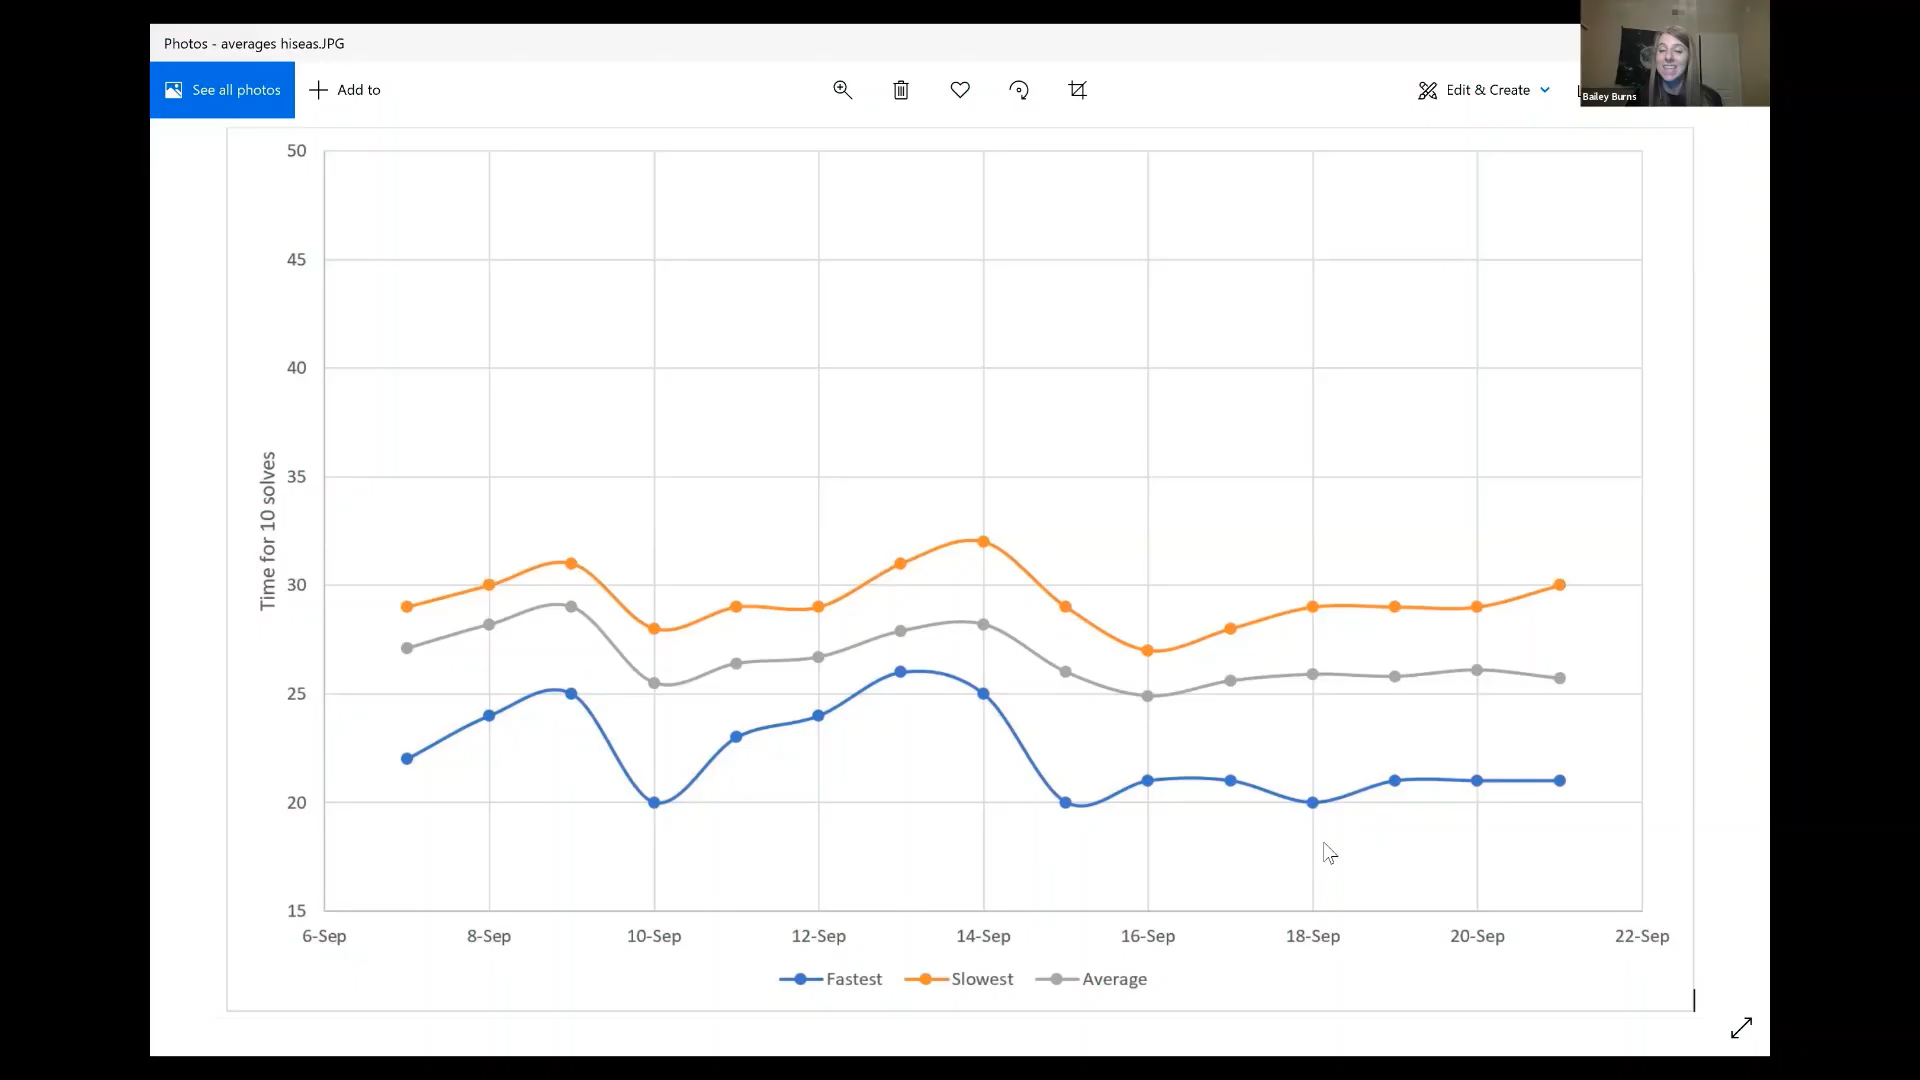 Photos - averages hiseas.JPG
See all photos
Add to
Edit & Create
Bailey Burns
50
45
40
35
30
25
20
15
Time for 10 solves
6-Sep 8-Sep 10-Sep 12-Sep 14-Sep 16-Sep 18-Sep 20-Sep 22-Sep
Fastest Slowest Average